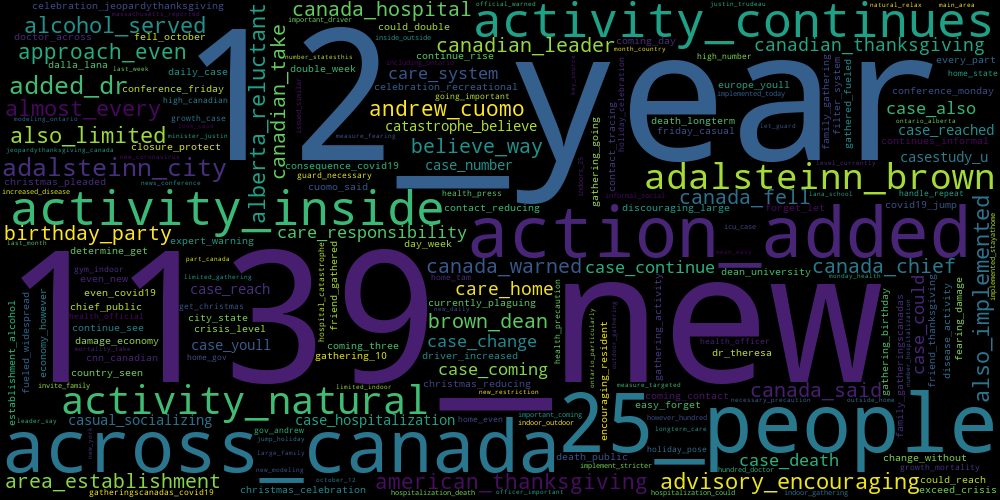 celebration_jeopardythanksgiving
alcohol_served
doctor_across
fell_october
approach_even
dalla_lana
last_week
daily_case
added_dr
conference_friday
high_canadian
almost_every
growth_case
also_limited
minister_justin
closure_protect
jeopardythanksgiving_canada
new_coronavirus
adalsteinn_city
news_conference
christmas_pleaded
increased_disease
12_year
alberta_reluctant
canadian_take
canada_hospital
important_driver
could_double
inside_outside
number_statesthis
continue_rise
double_week
care_system
celebration_recreational
going_important
andrew_cuomo
catastrophe_believe
measure_fearing
believe_way
consequence_covid19
case_number
guard_necessary
cuomo_said
health_press
contact_reducing
official_warned
activity_continues
justin_trudeau
natural_relax
main_area
canadian_leader
month_country
canadian_thanksgiving
coming_day
high_number
every_part
europe_youll
home_state
implemented_today
conference_monday
family_gathering
filter_system
gathered_fueled
holiday_celebration
contact_tracing
gathering_going
death_longterm
friday_casual
let_guard
case_also
ontario_alberta
case_reached
continues_informal
casestudy_u
level_currently
adalsteinn_brown
lana_school
handle_repeat
canada_fell
covid19_jump
discouraging_large
forget_let
informal_social
activity_inside
birthday_party
expert_warning
care_responsibility
day_week
last_month
determine_get
part_canada
gym_indoor
limited_gathering
even_new
case_reach
even_covid19
get_christmas
chief_public
city_state
health_official
crisis_level
continue_see
damage_economy
case_youll
cnn_canadian
home_gov
country_seen
gathering_10
coming_three
invite_family
hospital_catastrophe
friend_gathered
fueled_widespread
economy_however
establishment_alcohol
1139_new
action_added
icu_case
canada_warned
case_continue
dean_university
canada_chief
monday_health
home_tam
care_home
currently_plaguing
new_daily
brown_dean
case_change
driver_increased
case_coming
christmas_reducing
limited_indoor
new_restriction
health_precaution
ontario_particularly
gathering_activity
health_officer
dr_theresa
measure_targeted
coming_contact
necessary_precaution
canada_said
outside_home
gathering_birthday
family_gatheringscanadas
case_could
friend_thanksgiving
disease_activity
fearing_damage
also_implemented
implemented_stayathome
activity_natural
leader_say
casual_socializing
case_hospitalization
home_even
important_coming
indoor_outdoor
encouraging_resident
25_people
easy_forget
however_hundred
longterm_care
holiday_pose
gov_andrew
jump_holiday
across_canada
large_family
new_modeling
death_public
implement_stricter
case_death
change_without
growth_mortality
hundred_doctor
could_reach
area_establishment
october_12
american_thanksgiving
advisory_encouraging
exceed_crisis
gatheringscanadas_covid19
christmas_celebration
hospitalization_death
officer_important
hospitalization_could
indoor_gathering